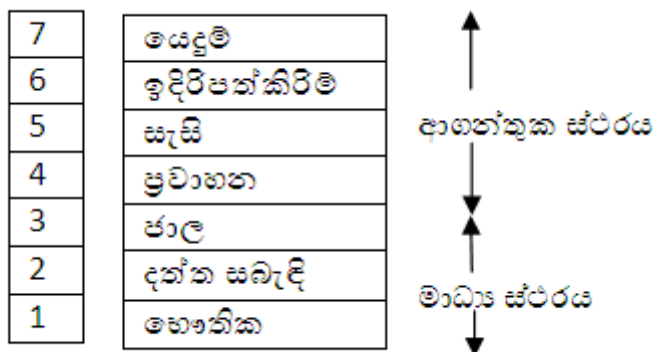 7 යෙදුම්
6 ඉදිරිපත්කිරිම්
5 සැසි
ආගන්තුක ස්ථරය
4 ප්‍රවාහන
3 ජාල
2 දත්ත සබැඳි
මාධ්‍ය ස්ථරය
1 භෞතික